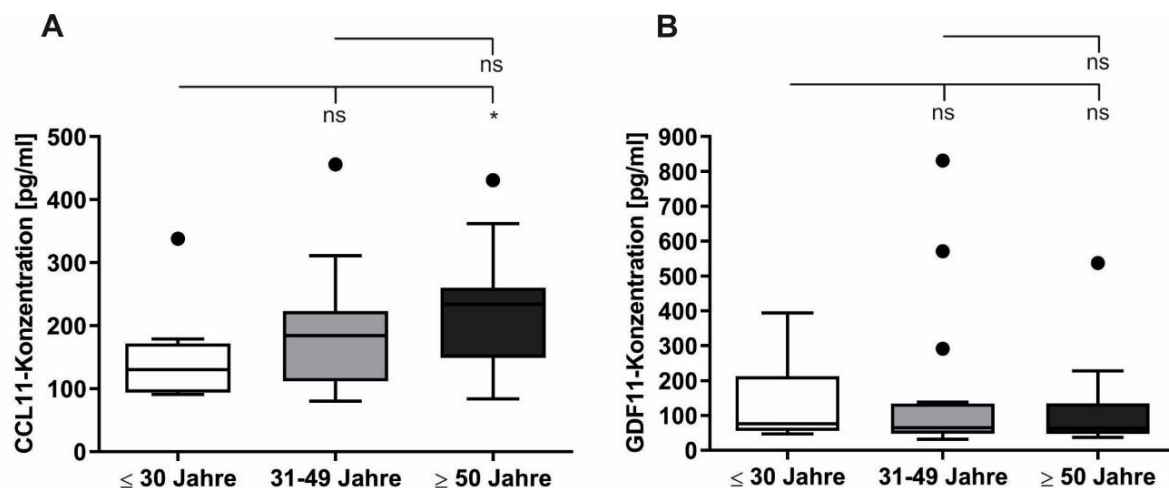 A
ns
ns
*
CCL11-Konzentration [pg/ml]
500
400
300
200
100
0
≤ 30 Jahre
31-49 Jahre
≥ 50 Jahre
B
ns
ns
ns
GDF11-Konzentration [pg/ml]
900
800
700
600
500
400
300
200
100
0
≤ 30 Jahre
31-49 Jahre
≥ 50 Jahre